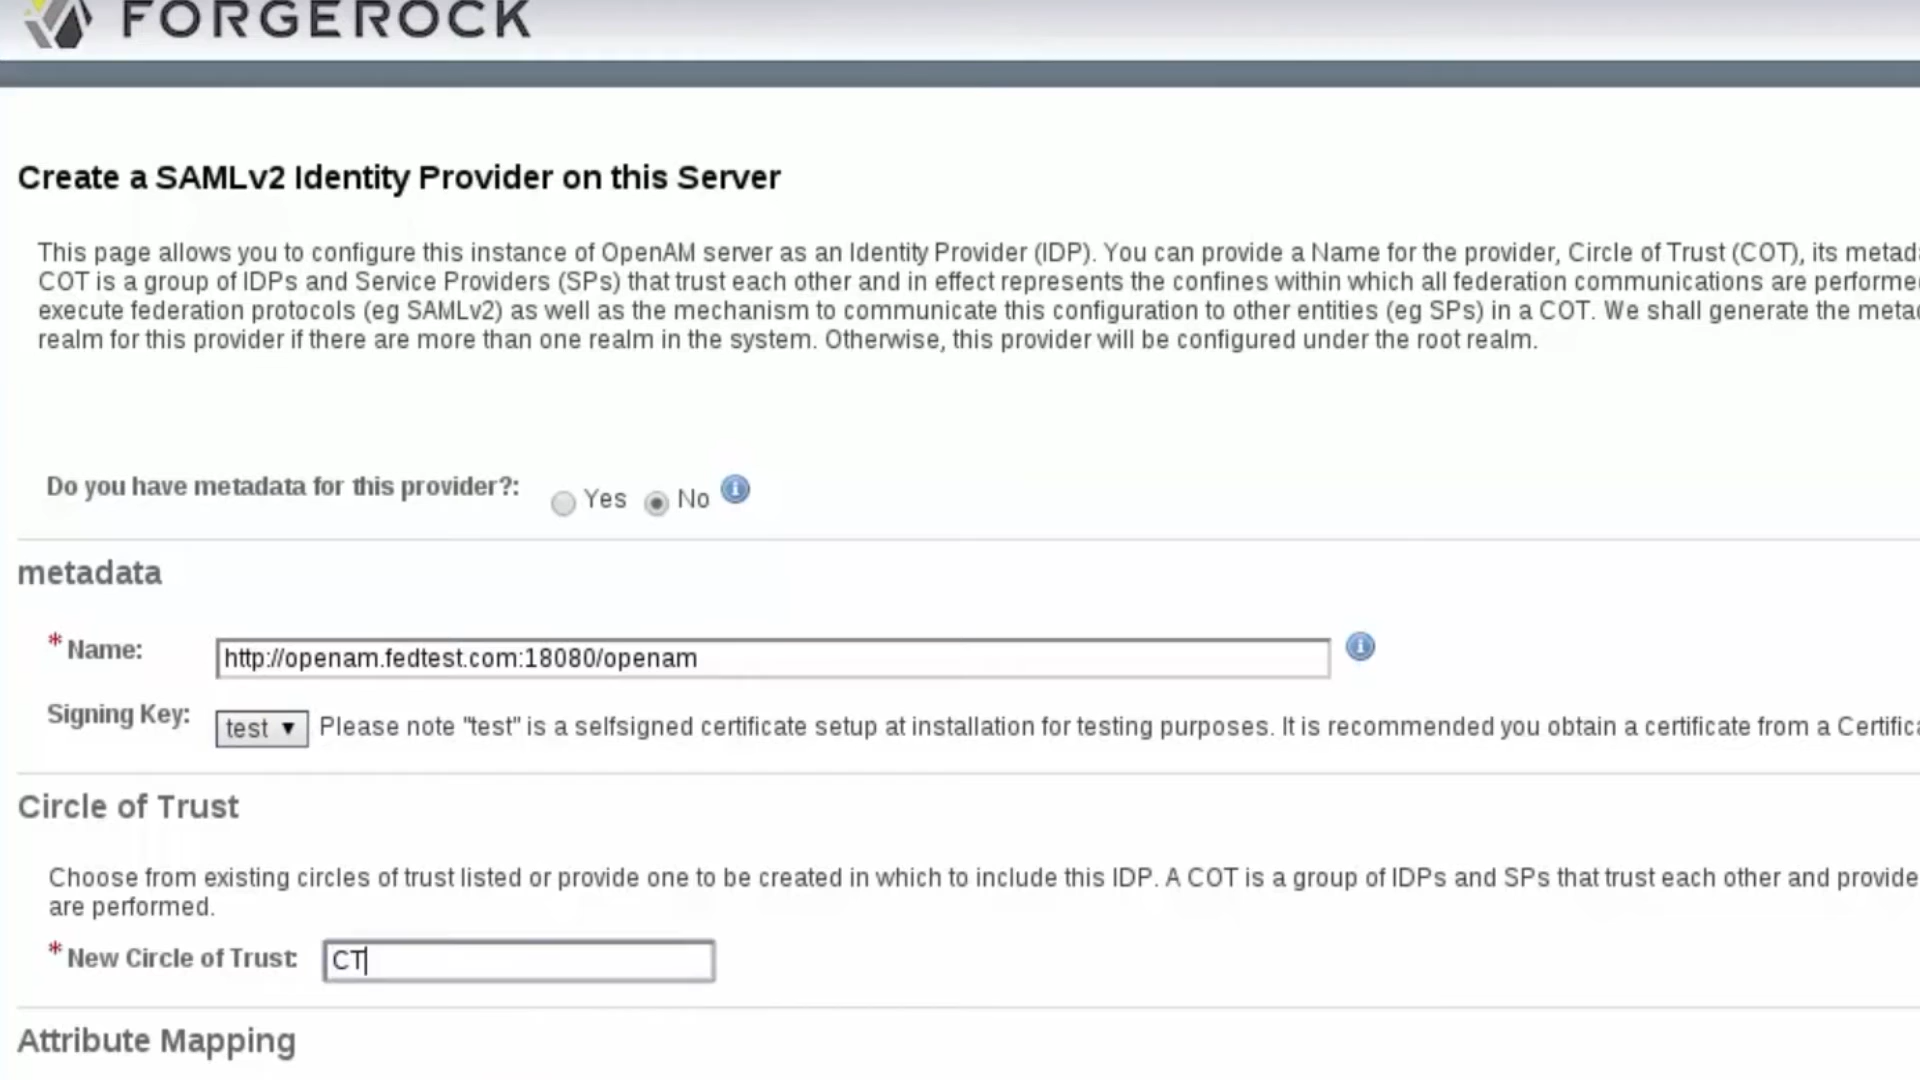 FORGEROCK
Create a SAMLv2 Identity Provider on this Server
This page allows you to configure this instance of OpenAM server as an Identity Provider (IDP). You can provide a Name for the provider, Circle of Trust (COT), its
COT is a group of IDPs and Service Providers (SPs) that trust each other and in effect represents the confines within which all federation communications are
execute federation protocols (eg SAMLv2) as well as the mechanism to communicate this configuration to other entities (eg SPs) in a COT. We shall generate the
realm for this provider if there are more than one realm in the system. Otherwise, this provider will be configured under the root realm.
Do you have metadata for this provider?: Yes No
metadata
* Name: http://openam.fedtest.com:18080/openam
Signing Key: test ▼ Please note "test" is a selfsigned certificate setup at installation for testing purposes. It is recommended you obtain a certificate from a
Circle of Trust
Choose from existing circles of trust listed or provide one to be created in which to include this IDP. A COT is a group of IDPs and SPs that trust each other and provide
are performed.
* New Circle of Trust: CT
Attribute Mapping